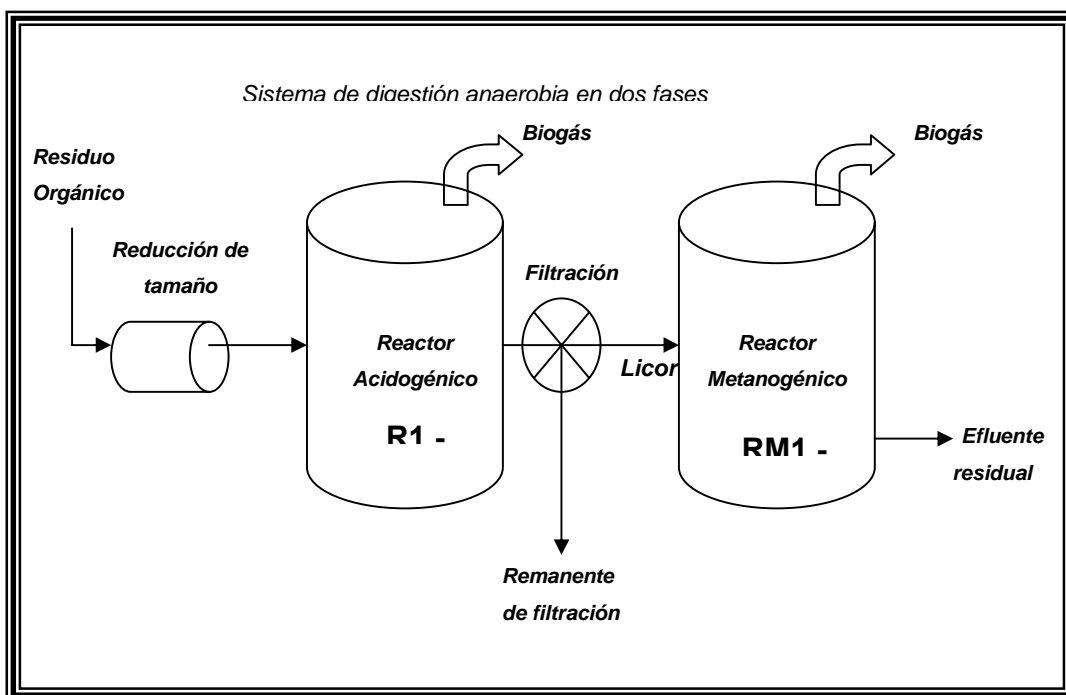 Sistema de digestión anaerobia en dos fases
Biogás
Biogás
Residuo
Orgánico
Reducción de
tamaño
Filtración
Reactor
Acidogénico
R1 -
Licor
Reactor
Metanogénico
RM1 -
Efluente
residual
Remanente
de filtración